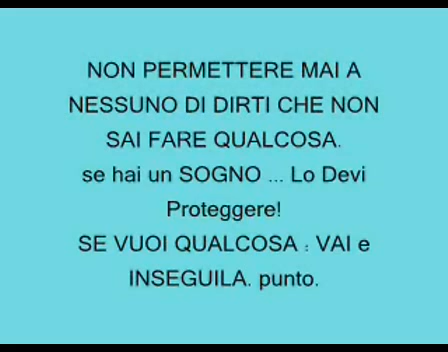 NON PERMETTERE MAI A
NESSUNO DI DIRTI CHE NON
SAI FARE QUALCOSA.
se hai un SOGNO ... Lo Devi
Proteggere!
SE VUOI QUALCOSA : VAI e
INSEGUILA. punto.